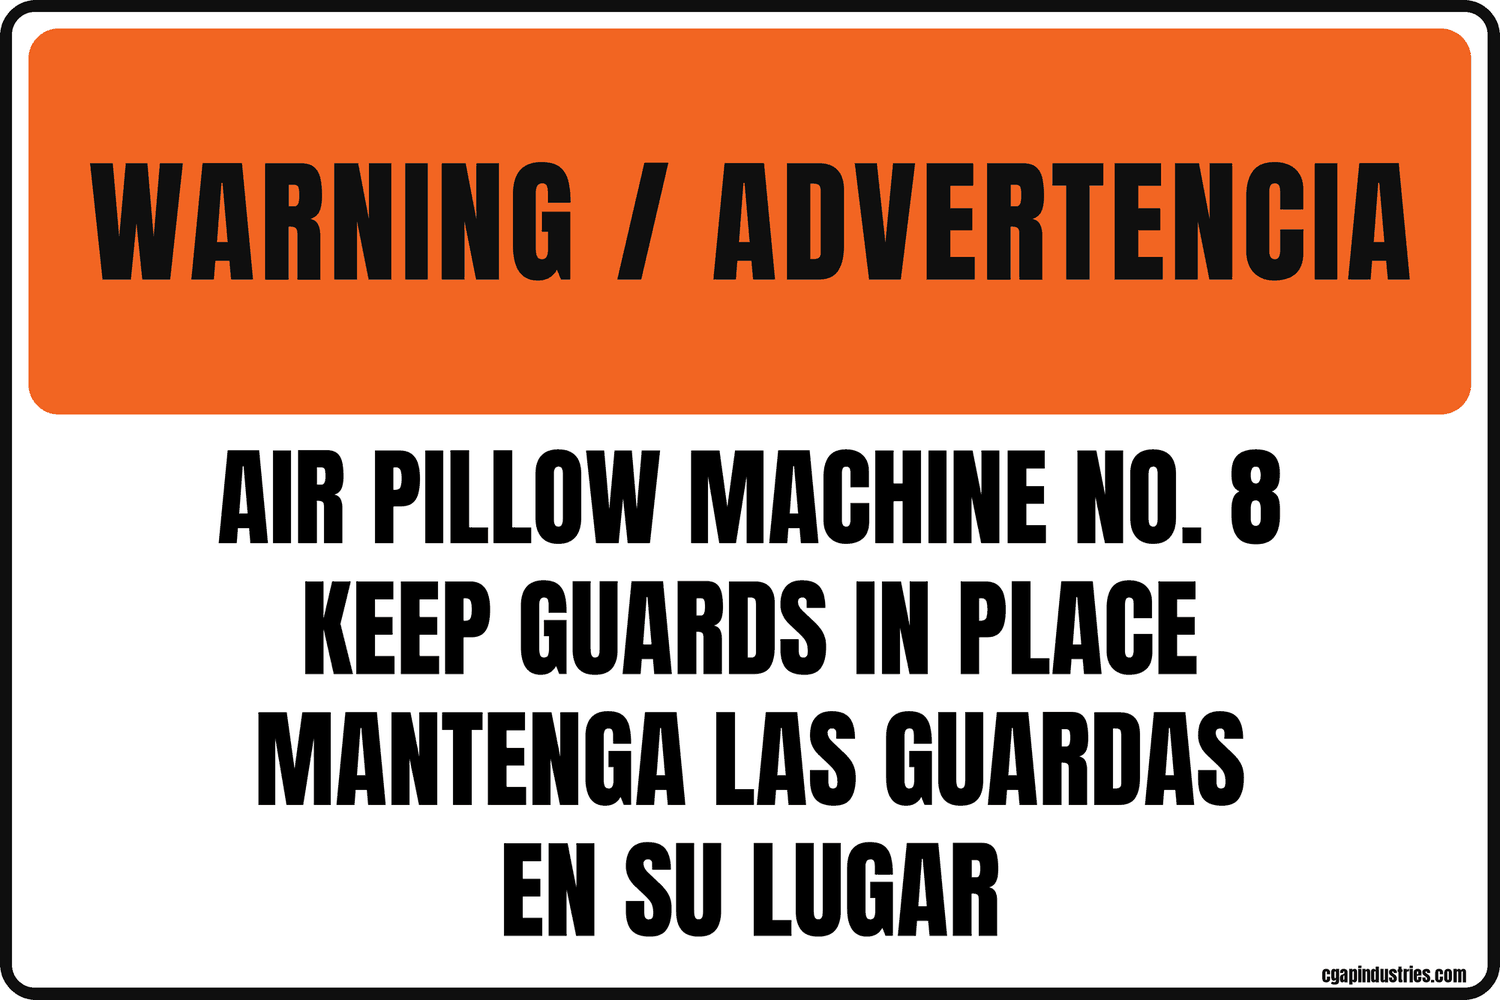 WARNING / ADVERTENCIA
AIR PILLOW MACHINE NO. 8
KEEP GUARDS IN PLACE
MANTENGA LAS GUARDAS
EN SU LUGAR
cgapindustries.com